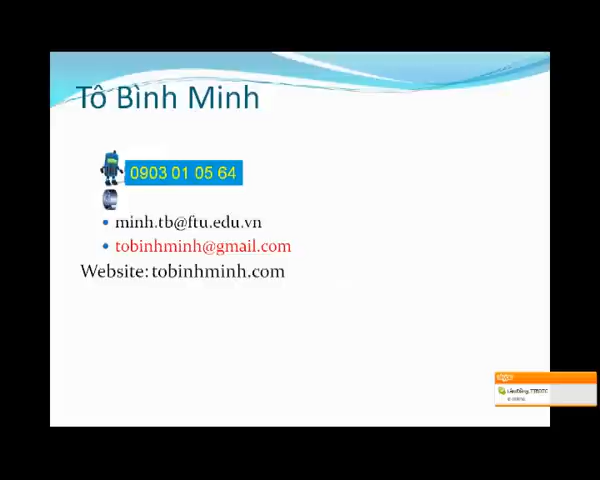 Tô Bình Minh
0903 01 05 64
minh.tb@ftu.edu.vn
tobinhminh@gmail.com
Website: tobinhminh.com